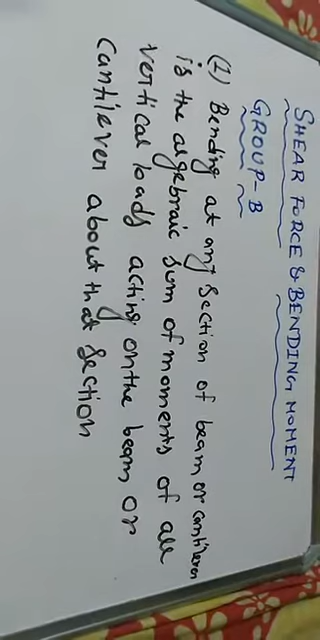 SHEAR FORCE & BENDING MOMENT
GROUP-B
(1) Bending at any section of beam or cantilever
is the algebraic sum of moments of all
vertical loads acting on the beam or
cantilever about that section